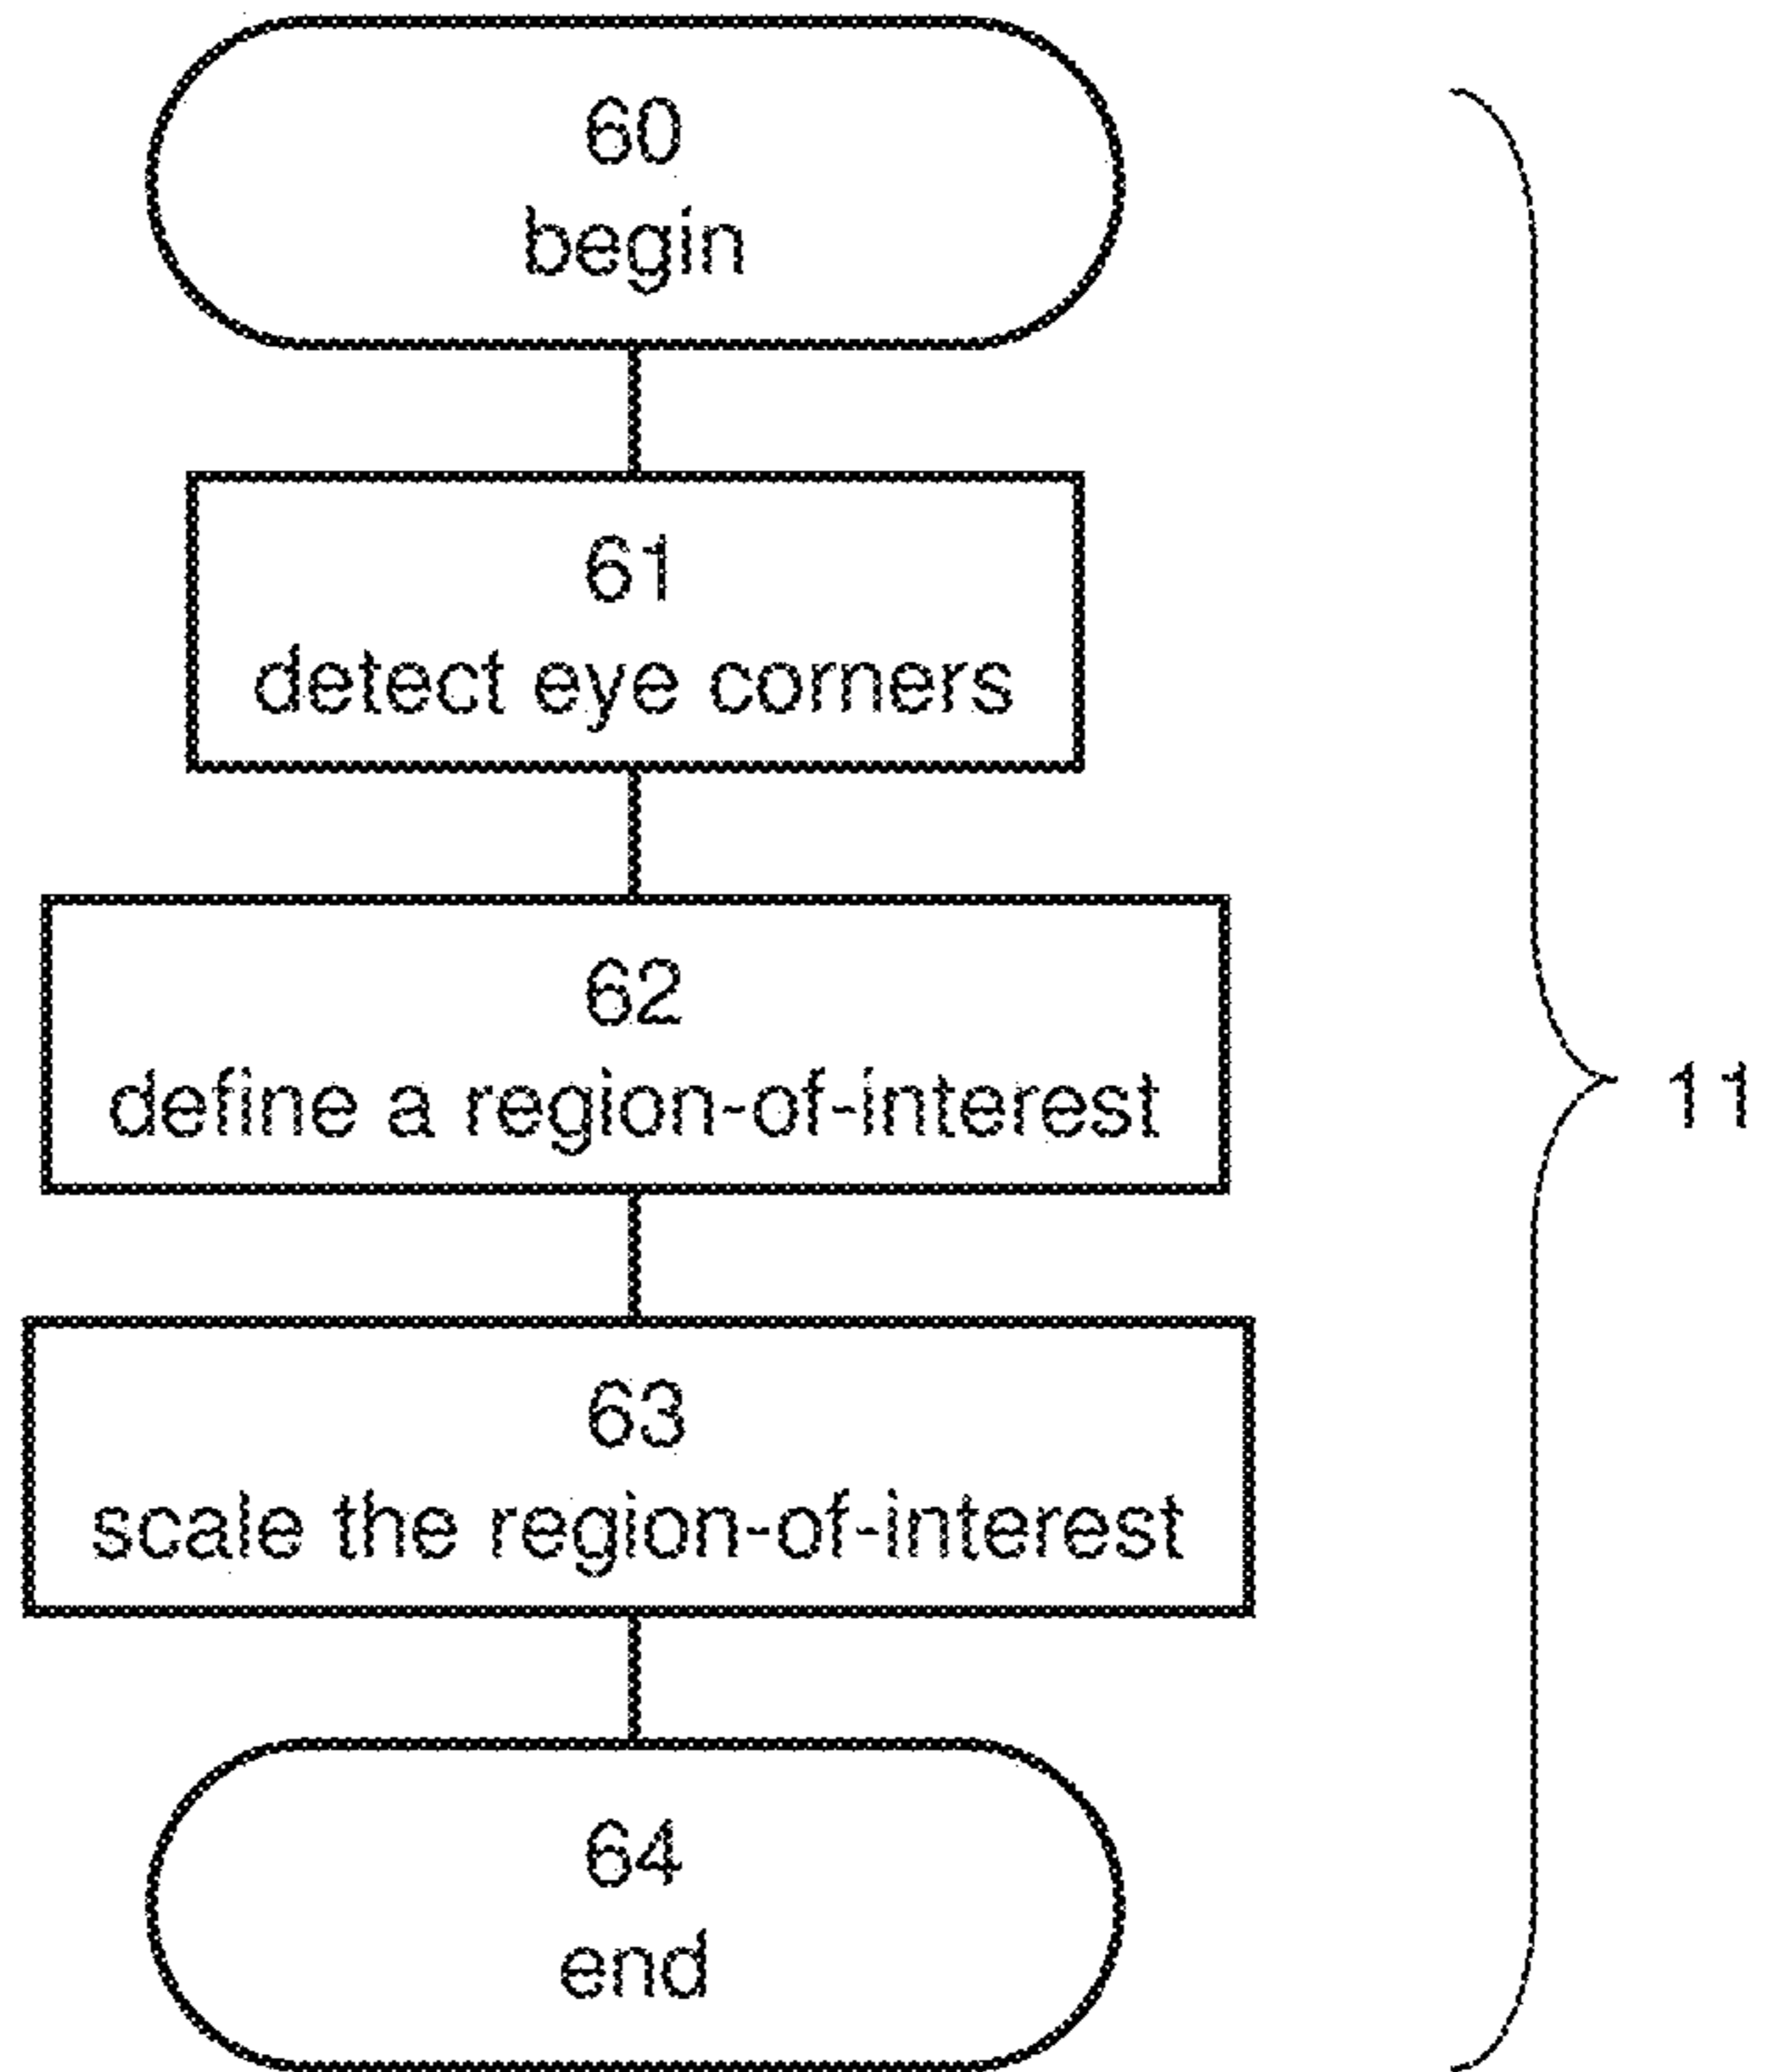 60
begin
61
detect eye corners
62
define a region-of-interest
11
63
scale the region-of-interest
64
end